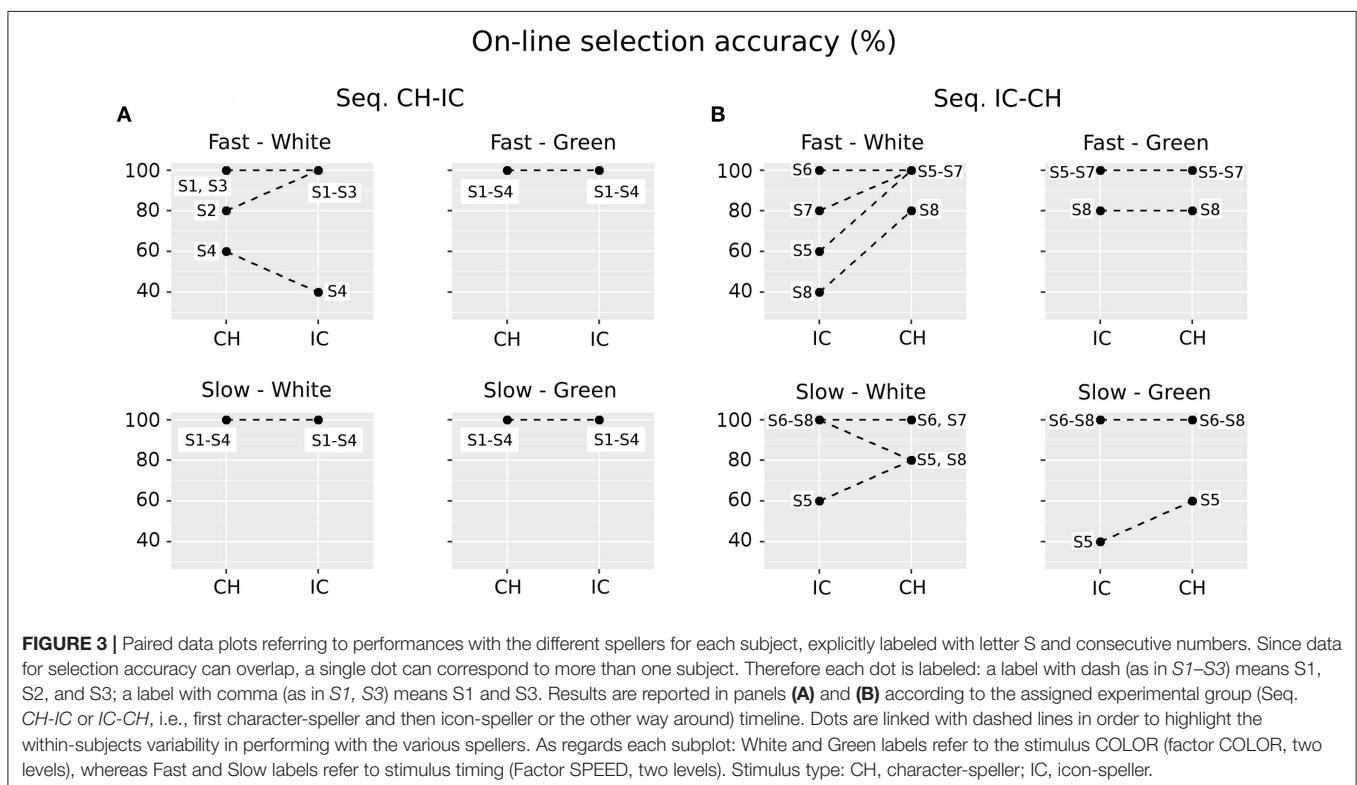 On-line selection accuracy (%)
Seq. CH-IC
Seq. IC-CH
A
B
Fast - White
Fast - Green
Fast - White
Fast - Green
100
80
60
40
S1, S3
S2
S4
S1-S3
S4
CH
IC
S1-S4
S1-S4
CH
IC
100
80
60
40
S6
S7
S5
S8
S5-S7
S8
IC
CH
S5-S7
S8
S5-S7
S8
IC
CH
Slow - White
Slow - Green
Slow - White
Slow - Green
100
80
60
40
S1-S4
S1-S4
CH
IC
S1-S4
S1-S4
CH
IC
100
80
60
40
S6-S8
S5
S6, S7
S5, S8
IC
CH
S6-S8
S5
S6-S8
S5
IC
CH
FIGURE 3 | Paired data plots referring to performances with the different spellers for each subject, explicitly labeled with letter S and consecutive numbers. Since data
for selection accuracy can overlap, a single dot can correspond to more than one subject. Therefore each dot is labeled: a label with dash (as in S1–S3) means S1,
S2, and S3; a label with comma (as in S1, S3) means S1 and S3. Results are reported in panels (A) and (B) according to the assigned experimental group (Seq.
CH-IC or IC-CH, i.e., first character-speller and then icon-speller or the other way around) timeline. Dots are linked with dashed lines in order to highlight the
within-subjects variability in performing with the various spellers. As regards each subplot: White and Green labels refer to the stimulus COLOR (factor COLOR, two
levels), whereas Fast and Slow labels refer to stimulus timing (Factor SPEED, two levels). Stimulus type: CH, character-speller; IC, icon-speller.